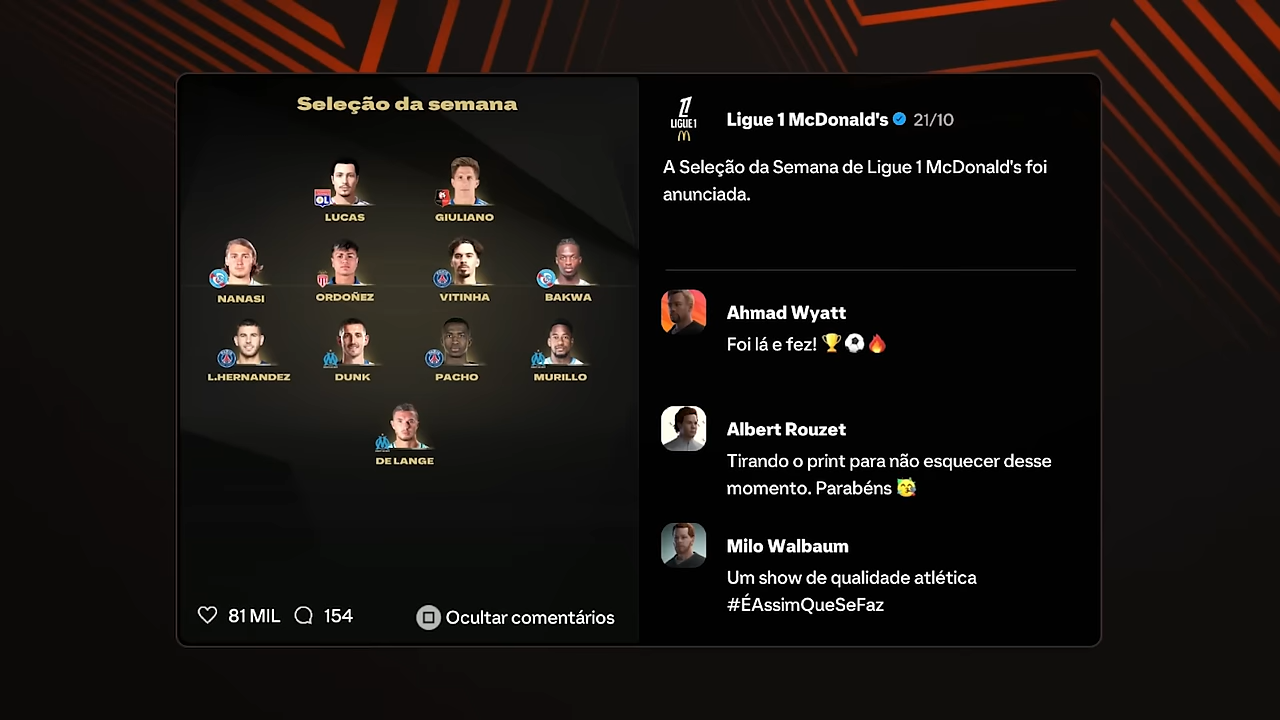 Seleção da semana
LUCAS
GIULIANO
NANASI
ORDOÑEZ
VITINHA
BAKWA
L.HERNANDEZ
DUNK
PACHO
MURILLO
DE LANGE
81 MIL
154
Ocultar comentários
LIGUE 1
Ligue 1 McDonald's 21/10
A Seleção da Semana de Ligue 1 McDonald's foi
anunciada.
Ahmad Wyatt
Foi lá e fez! 🏆⚽🔥
Albert Rouzet
Tirando o print para não esquecer desse
momento. Parabéns 🥳
Milo Walbaum
Um show de qualidade atlética
#ÉAssimQueSeFaz